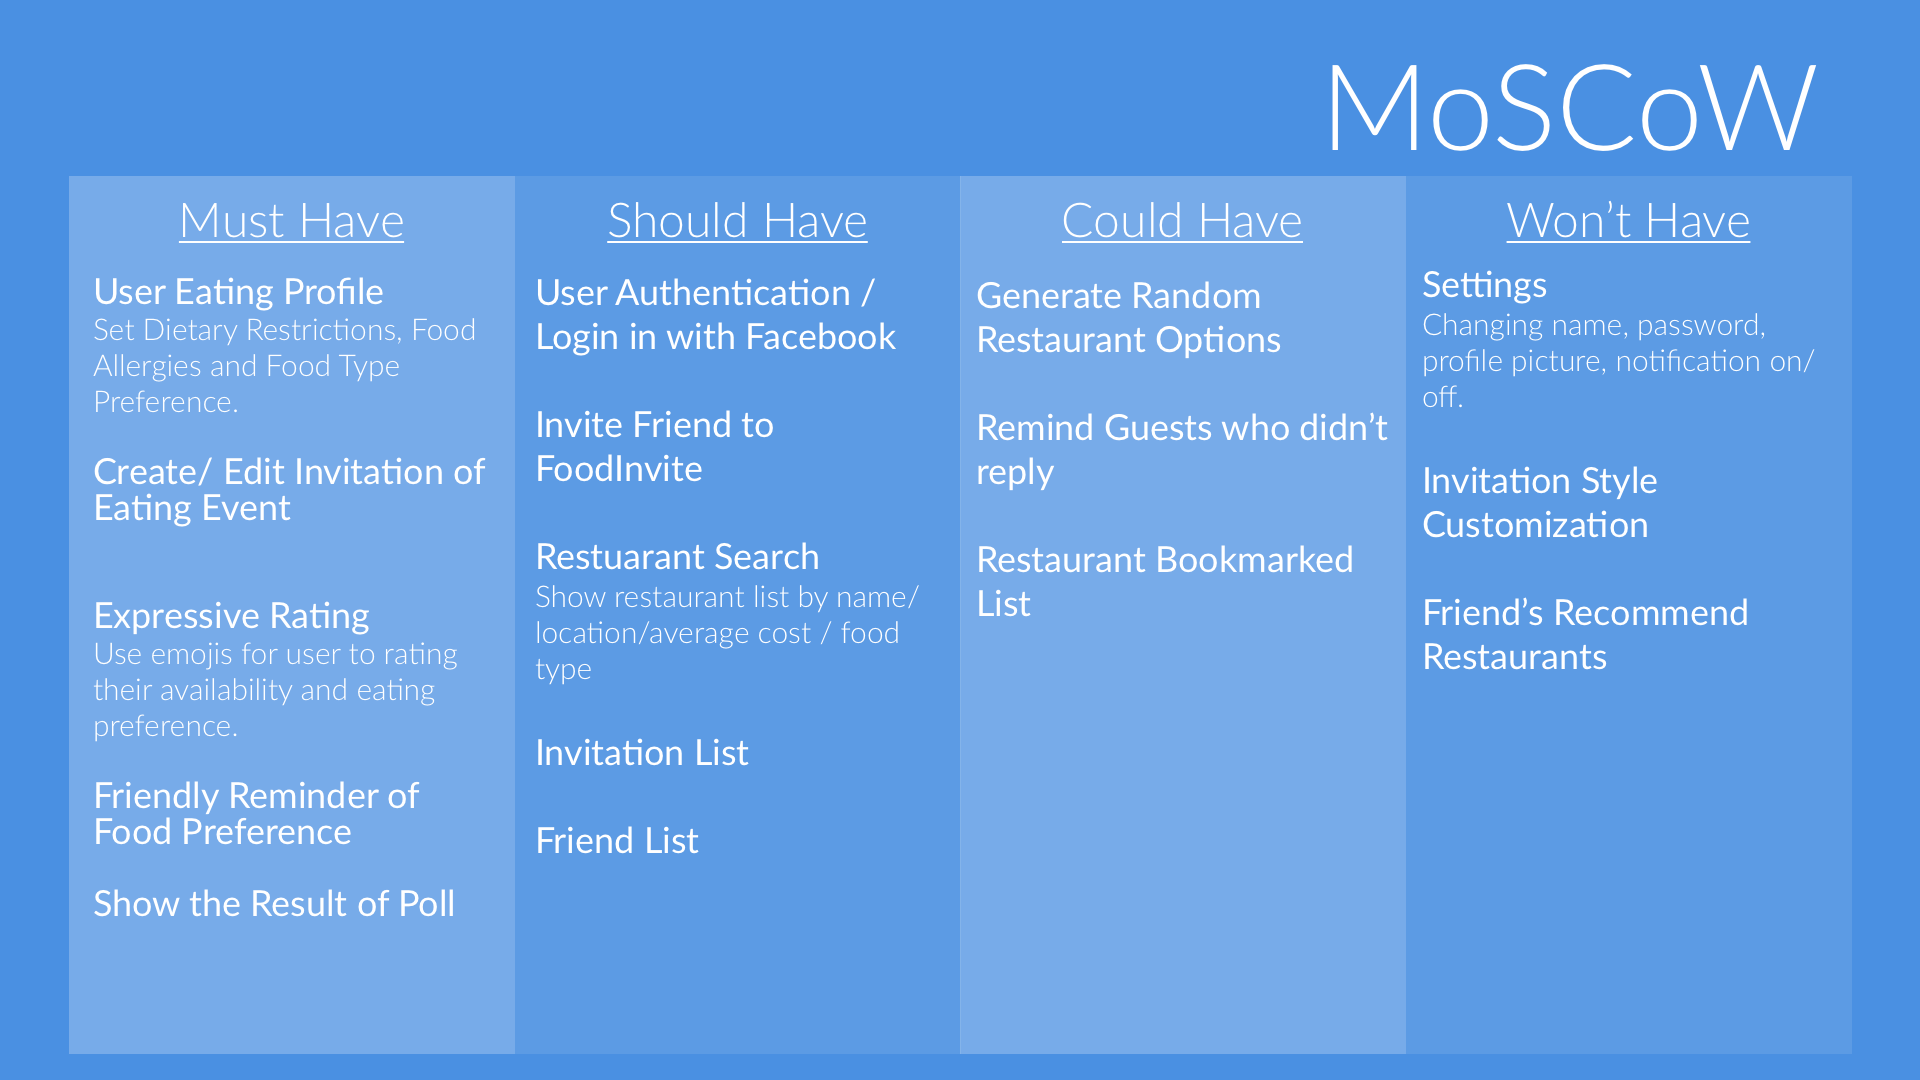 MoSCoW
Must Have
User Eating Profile
Set Dietary Restrictions, Food
Allergies and Food Type
Preference.
Create/ Edit Invitation of
Eating Event
Expressive Rating
Use emojis for user to rating
their availability and eating
preference.
Friendly Reminder of
Food Preference
Show the Result of Poll
Should Have
User Authentication /
Login in with Facebook
Invite Friend to
FoodInvite
Restuarant Search
Show restaurant list by name/
location/average cost / food
type
Invitation List
Friend List
Could Have
Generate Random
Restaurant Options
Remind Guests who didn’t
reply
Restaurant Bookmarked
List
Won’t Have
Settings
Changing name, password,
profile picture, notification on/
off.
Invitation Style
Customization
Friend’s Recommend
Restaurants